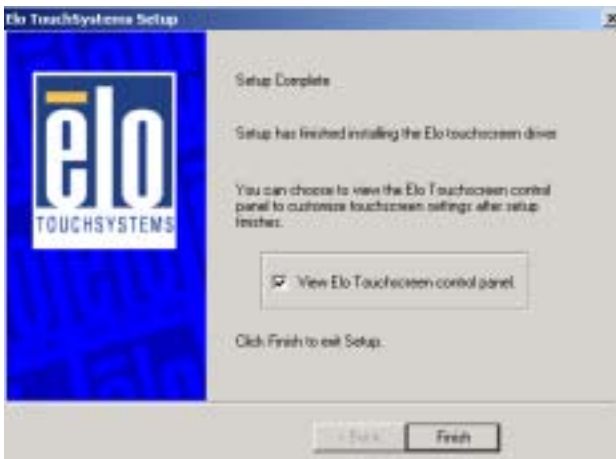 Elo TouchSystems Setup
elo
TOUCHSYSTEMS
Setup Complete
Setup has finished installing the Elo touchscreen driver
You can choose to view the Elo Touchscreen control
panel to customize touchscreen settings after setup
finishes.
View Elo Touchscreen control panel.
Click Finish to exit Setup.
< Back
Finish